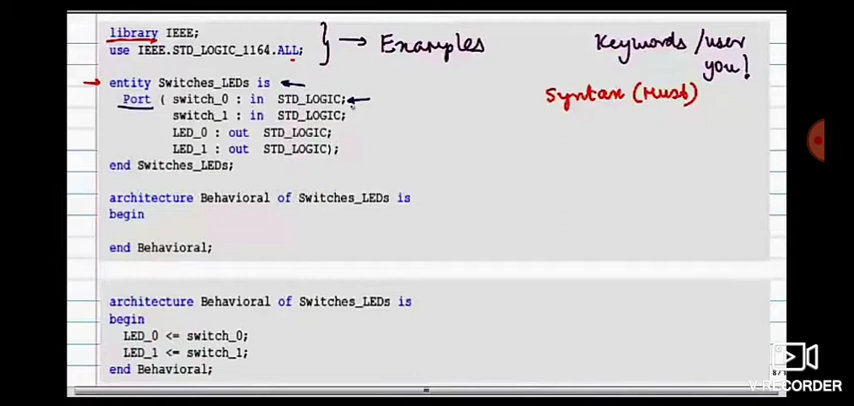 library IEEE;
use IEEE.STD_LOGIC_1164.ALL;
Examples
Keywords /user
you!
Syntax (Must)
entity Switches_LEDs is
Port ( switch_0 : in STD_LOGIC;
switch_1 : in STD_LOGIC;
LED_0 : out STD_LOGIC;
LED_1 : out STD_LOGIC);
end Switches_LEDs;
architecture Behavioral of Switches_LEDs is
begin
end Behavioral;
architecture Behavioral of Switches_LEDs is
begin
LED_0 <= switch_0;
LED_1 <= switch_1;
end Behavioral;
V RECORDER